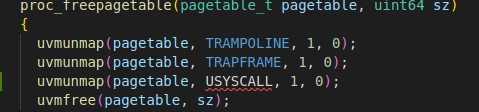 proc_freepagetable(pagetable_t pagetable, uint64 sz)
{
uvmunmap(pagetable, TRAMPOLINE, 1, 0);
uvmunmap(pagetable, TRAPFRAME, 1, 0);
uvmunmap(pagetable, USYSCALL, 1, 0);
uvmfree(pagetable, sz);